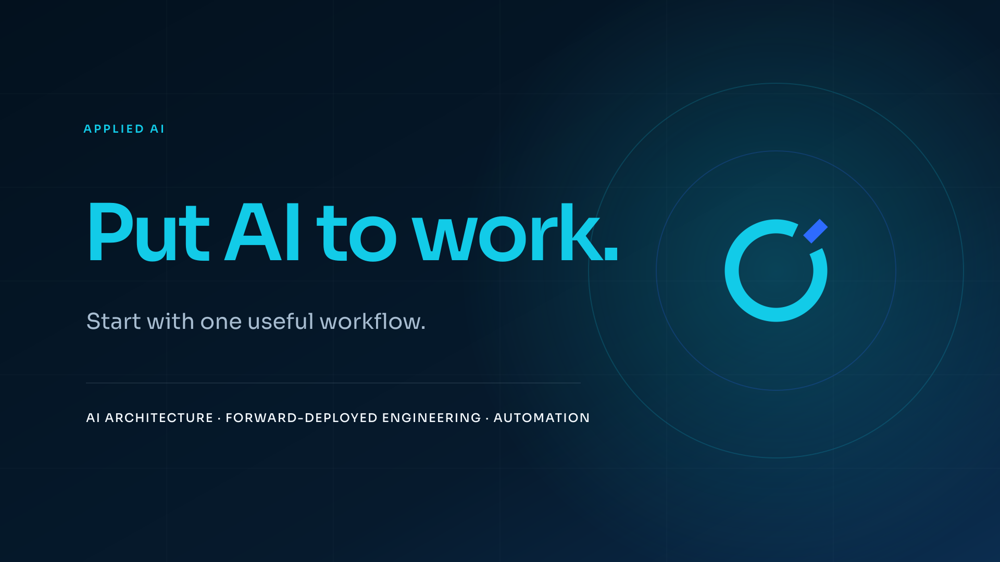 APPLIED AI
Put AI to work.
Start with one useful workflow.
AI ARCHITECTURE · FORWARD-DEPLOYED ENGINEERING · AUTOMATION